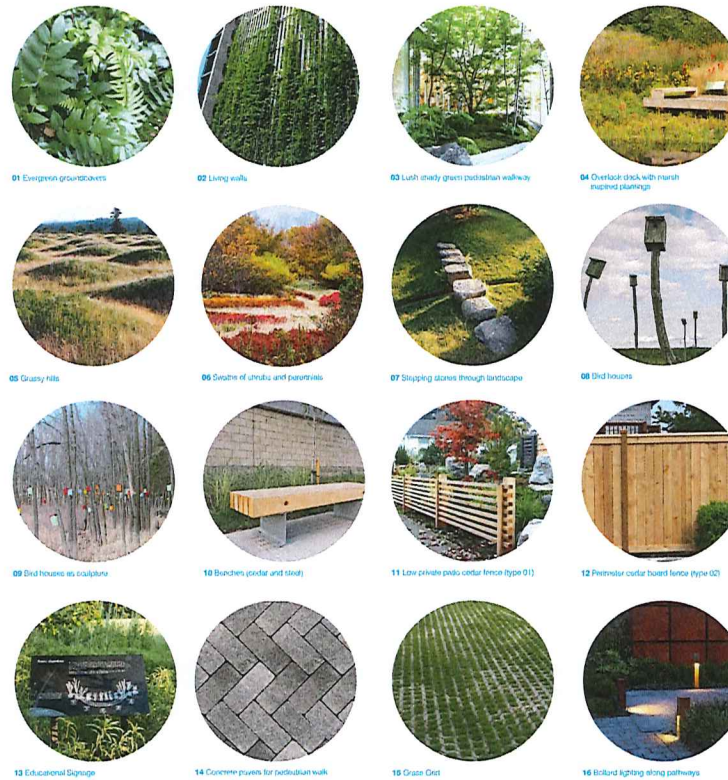 01 Evergreen groundcovers
02 Living walls
03 Lush shady green pedestrian walkway
04 Overlook deck with marsh
inspired plantings
05 Grassy hills
06 Swaths of shrubs and perennials
07 Stepping stones through landscape
08 Bird houses
09 Bird houses as sculpture
10 Benches (cedar and steel)
11 Low private patio cedar fence (type 01)
12 Perimeter cedar board fence (type 02)
13 Educational Signage
14 Concrete pavers for pedestrian walk
15 Grass Grid
16 Bollard lighting along pathways